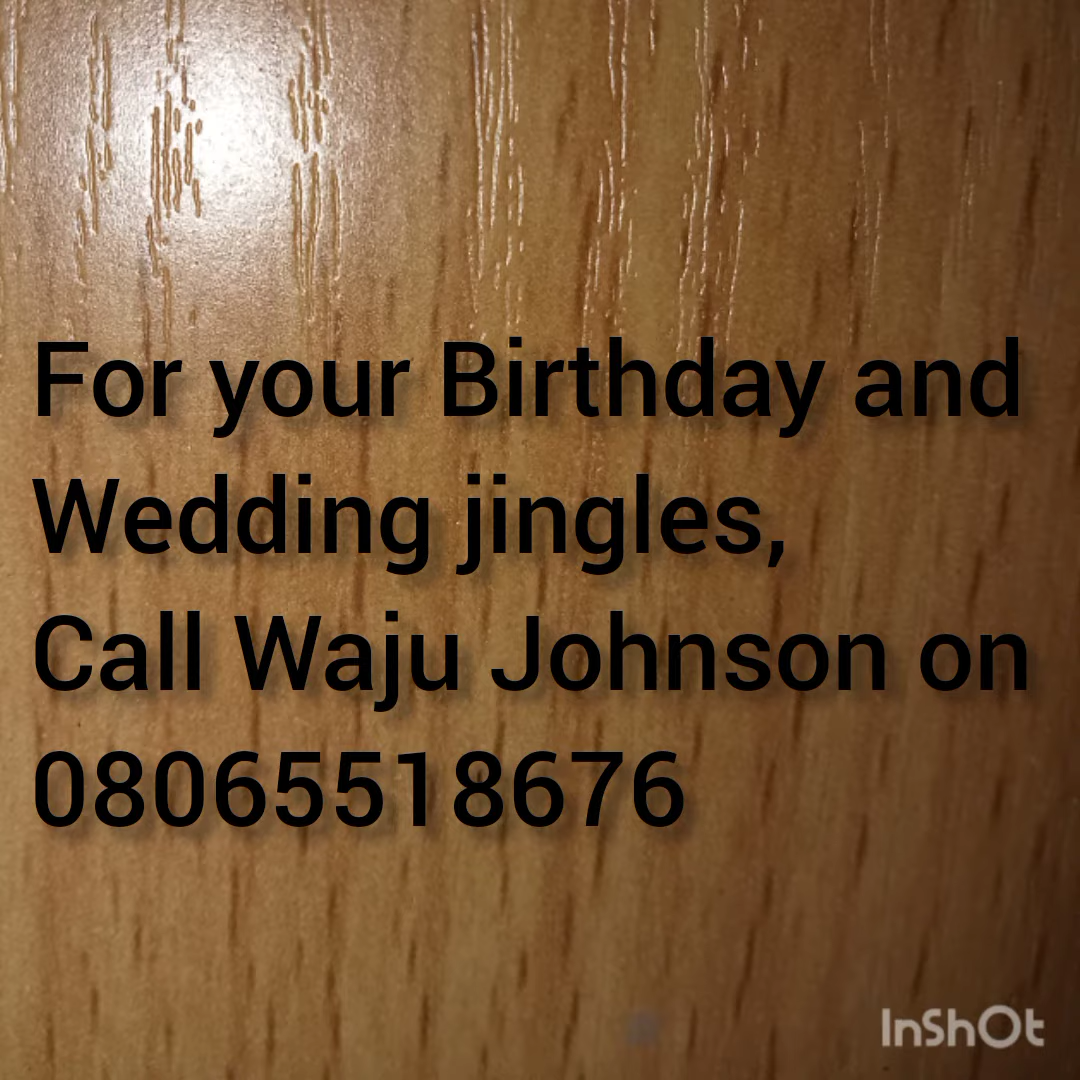 For your Birthday and
Wedding jingles,
Call Waju Johnson on
08065518676
InShOt